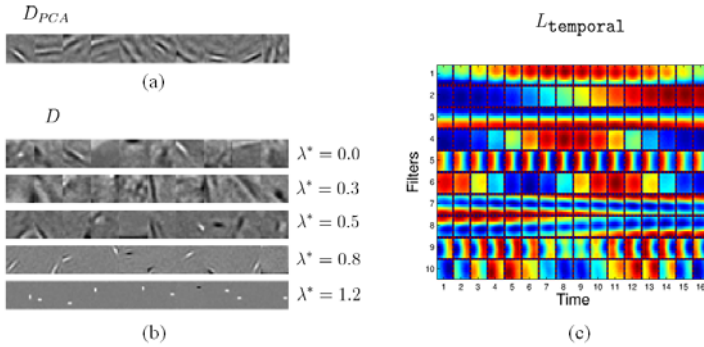 D_PCA
(a)
D
λ* = 0.0
λ* = 0.3
λ* = 0.5
λ* = 0.8
λ* = 1.2
(b)
L_temporal
Filters
1
2
3
4
5
6
7
8
9
10
1 2 3 4 5 6 7 8 9 10 11 12 13 14 15 16
Time
(c)